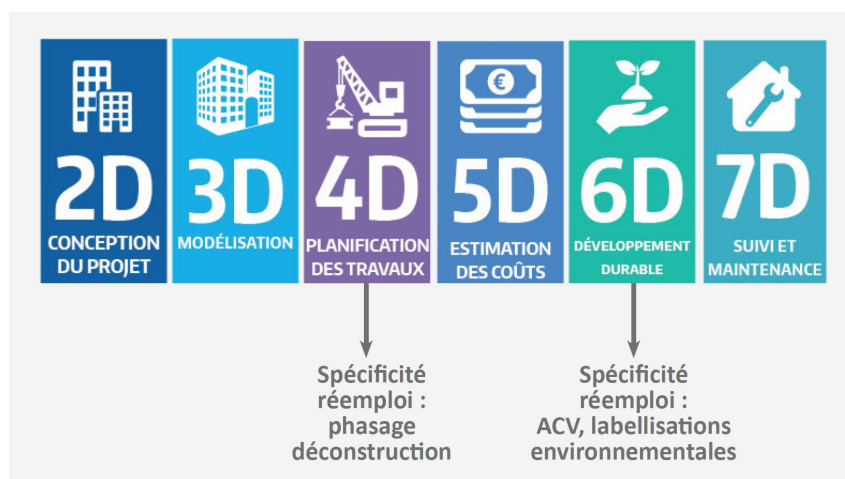 2D
CONCEPTION
DU PROJET
3D
MODÉLISATION
4D
PLANIFICATION
DES TRAVAUX
5D
ESTIMATION
DES COÛTS
6D
DÉVELOPPEMENT
DURABLE
7D
SUIVI ET
MAINTENANCE
Spécificité
réemploi :
phasage
déconstruction
Spécificité
réemploi :
ACV, labellisations
environnementales